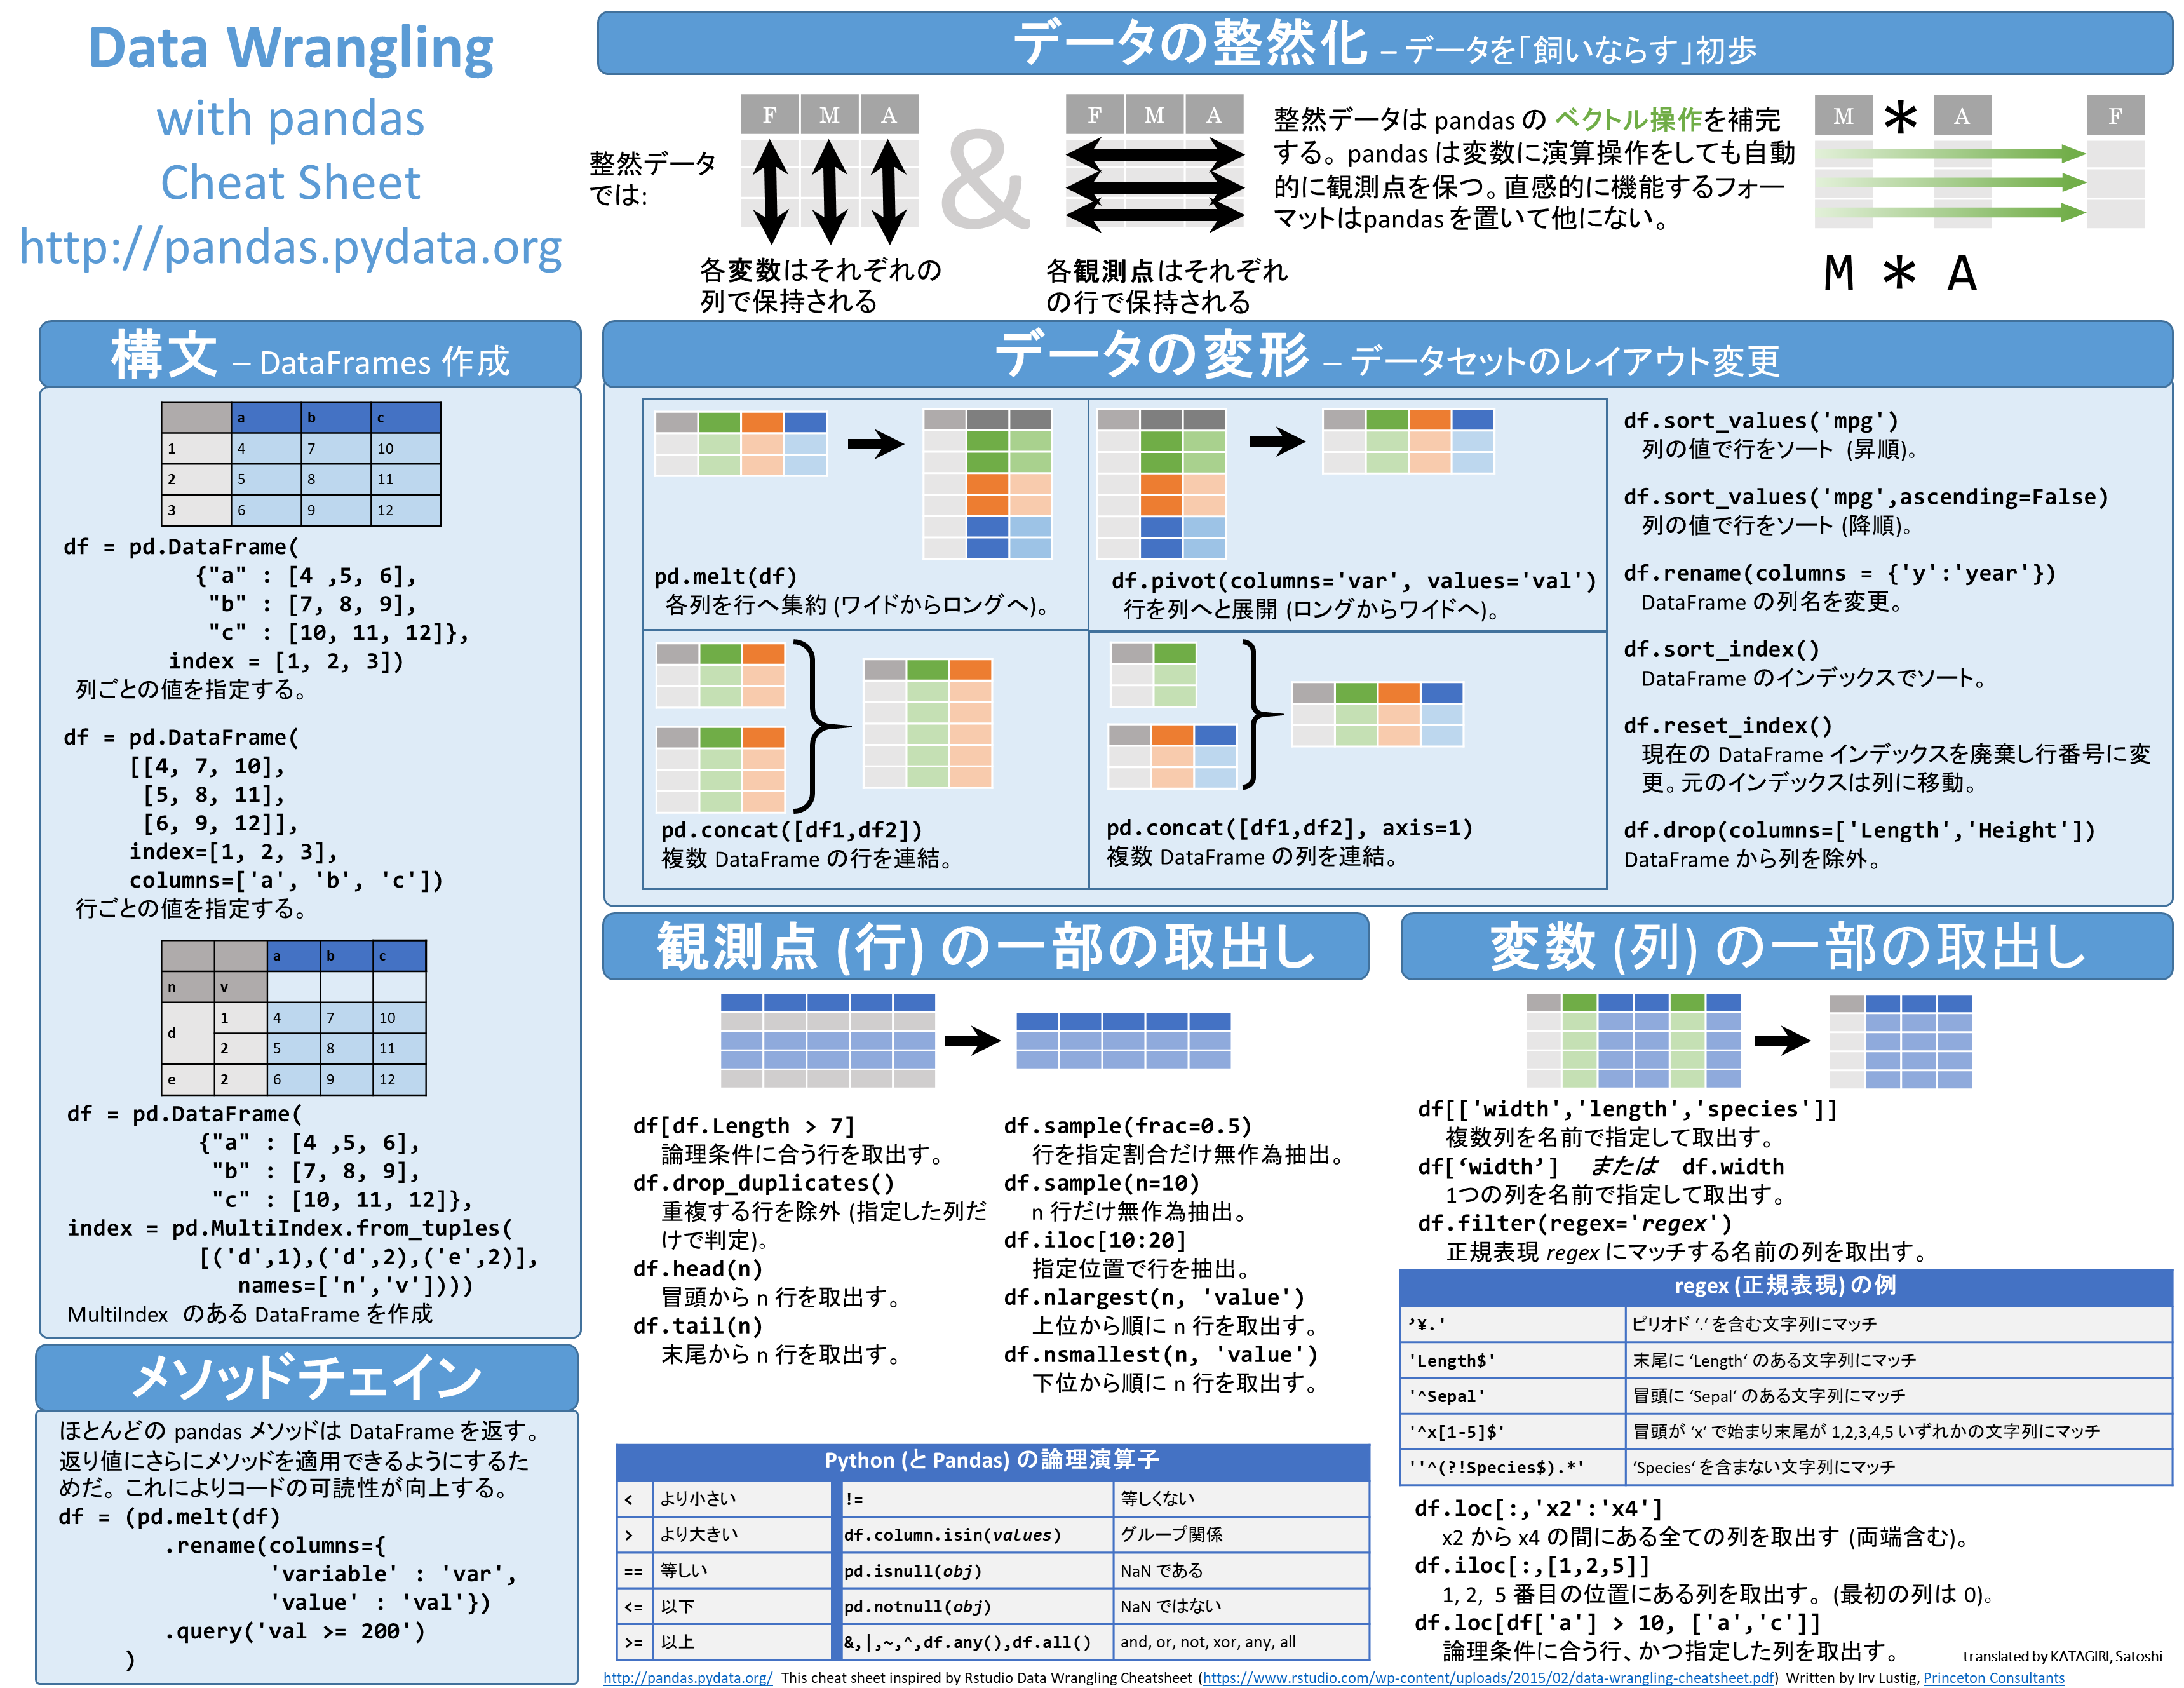 Data Wrangling
with pandas
Cheat Sheet
http://pandas.pydata.org
データの整然化 – データを「飼いならす」初歩
整然データ
では:
F M A
各変数はそれぞれの
列で保持される
&
F M A
各観測点はそれぞれ
の行で保持される
整然データは pandas の ベクトル操作を補完
する。pandas は変数に演算操作をしても自動
的に観測点を保つ。直感的に機能するフォー
マットはpandas を置いて他にない。
M * A F
M * A
構文 – DataFrames 作成
a b c
1 4 7 10
2 5 8 11
3 6 9 12
df = pd.DataFrame(
{"a" : [4 ,5, 6],
"b" : [7, 8, 9],
"c" : [10, 11, 12]},
index = [1, 2, 3])
列ごとの値を指定する。
df = pd.DataFrame(
[[4, 7, 10],
[5, 8, 11],
[6, 9, 12]],
index=[1, 2, 3],
columns=['a', 'b', 'c'])
行ごとの値を指定する。
a b c
n v
d 1 4 7 10
2 5 8 11
e 2 6 9 12
df = pd.DataFrame(
{"a" : [4 ,5, 6],
"b" : [7, 8, 9],
"c" : [10, 11, 12]},
index = pd.MultiIndex.from_tuples(
[('d',1),('d',2),('e',2)],
names=['n','v'])))
MultiIndex のある DataFrame を作成
メソッドチェイン
ほとんどの pandas メソッドは DataFrame を返す。
返り値にさらにメソッドを適用できるようにするた
めだ。これによりコードの可読性が向上する。
df = (pd.melt(df)
.rename(columns={
'variable' : 'var',
'value' : 'val'})
.query('val >= 200')
)
データの変形 – データセットのレイアウト変更
pd.melt(df)
各列を行へ集約 (ワイドからロングへ)。
df.pivot(columns='var', values='val')
行を列へと展開 (ロングからワイドへ)。
pd.concat([df1,df2])
複数 DataFrame の行を連結。
pd.concat([df1,df2], axis=1)
複数 DataFrame の列を連結。
df.sort_values('mpg')
列の値で行をソート (昇順)。
df.sort_values('mpg',ascending=False)
列の値で行をソート (降順)。
df.rename(columns = {'y':'year'})
DataFrame の列名を変更。
df.sort_index()
DataFrame のインデックスでソート。
df.reset_index()
現在の DataFrame インデックスを廃棄し行番号に変
更。元のインデックスは列に移動。
df.drop(columns=['Length','Height'])
DataFrame から列を除外。
観測点 (行) の一部の取出し
df[df.Length > 7]
論理条件に合う行を取出す。
df.drop_duplicates()
重複する行を除外 (指定した列だ
けで判定)。
df.head(n)
冒頭から n 行を取出す。
df.tail(n)
末尾から n 行を取出す。
df.sample(frac=0.5)
行を指定割合だけ無作為抽出。
df.sample(n=10)
n 行だけ無作為抽出。
df.iloc[10:20]
指定位置で行を抽出。
df.nlargest(n, 'value')
上位から順に n 行を取出す。
df.nsmallest(n, 'value')
下位から順に n 行を取出す。
Python (と Pandas) の論理演算子
< より小さい != 等しくない
> より大きい df.column.isin(values) グループ関係
== 等しい pd.isnull(obj) NaN である
<= 以下 pd.notnull(obj) NaN ではない
>= 以上 &,|,~,^,df.any(),df.all() and, or, not, xor, any, all
変数 (列) の一部の取出し
df[['width','length','species']]
複数列を名前で指定して取出す。
df[‘width’] または df.width
1つの列を名前で指定して取出す。
df.filter(regex='regex')
正規表現 regex にマッチする名前の列を取出す。
regex (正規表現) の例
’¥.' ピリオド ‘.‘ を含む文字列にマッチ
'Length$' 末尾に ‘Length‘ のある文字列にマッチ
'^Sepal' 冒頭に ‘Sepal‘ のある文字列にマッチ
'^x[1-5]$' 冒頭が ‘x‘ で始まり末尾が 1,2,3,4,5 いずれかの文字列にマッチ
''^(?!Species$).*' ‘Species‘ を含まない文字列にマッチ
df.loc[:,'x2':'x4']
x2 から x4 の間にある全ての列を取出す (両端含む)。
df.iloc[:,[1,2,5]]
1, 2, 5 番目の位置にある列を取出す。(最初の列は 0)。
df.loc[df['a'] > 10, ['a','c']]
論理条件に合う行、かつ指定した列を取出す。
translated by KATAGIRI, Satoshi
http://pandas.pydata.org/ This cheat sheet inspired by Rstudio Data Wrangling Cheatsheet (https://www.rstudio.com/wp-content/uploads/2015/02/data-wrangling-cheatsheet.pdf) Written by Irv Lustig, Princeton Consultants